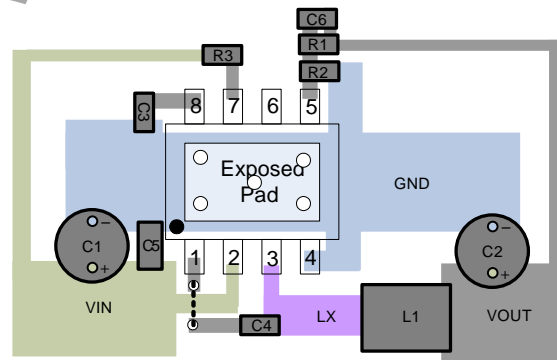 C6
R1
R3
R2
C3
8
7
6
5
Exposed
Pad
GND
C1
-
+
C5
C2
-
+
1
2
3
4
VIN
C4
LX
L1
VOUT